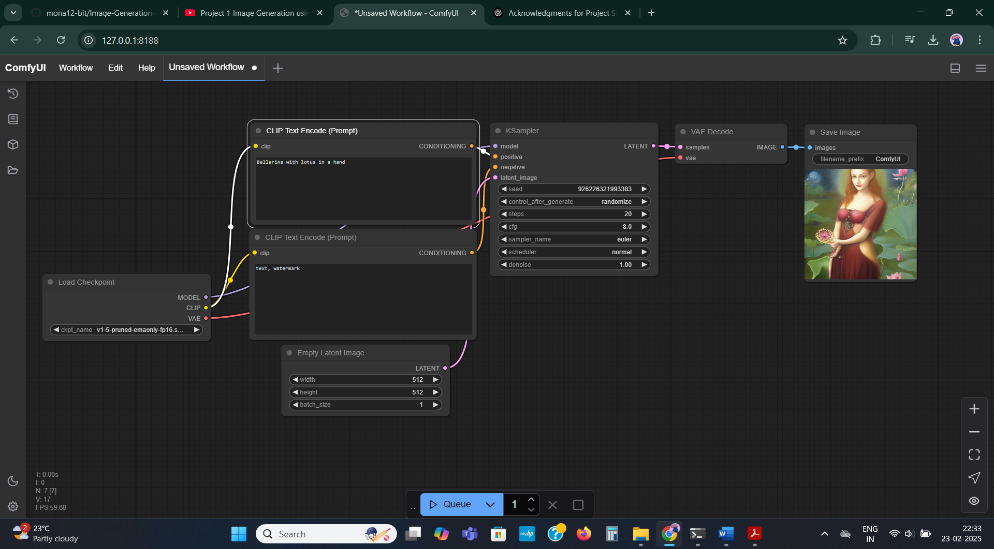 mona12-bit/Image-Generation-
Project 1 Image Generation usin
*Unsaved Workflow - ComfyUI
Acknowledgments for Project S
127.0.0.1:8188
ComfyUI Workflow Edit Help Unsaved Workflow
CLIP Text Encode (Prompt)
clip CONDITIONING
Bellarina with lotus in a hand
CLIP Text Encode (Prompt)
clip CONDITIONING
text, watermark
Load Checkpoint
MODEL
CLIP
VAE
ckpt_name v1-5-pruned-emaonly-fp16.s...
Empty Latent Image
LATENT
width 512
height 512
batch_size 1
KSampler
model LATENT
positive
negative
latent_image
seed 926226321993383
control_after_generate randomize
steps 20
cfg 8.0
sampler_name euler
scheduler normal
denoise 1.00
VAE Decode
samples IMAGE
vae
Save Image
images
filename_prefix ComfyUI
T: 0.00s
I: 0
N: 7 [7]
V: 17
FPS:59.88
Queue 1
2
23°C
Partly cloudy
Search
ENG
IN
22:33
23-02-2025